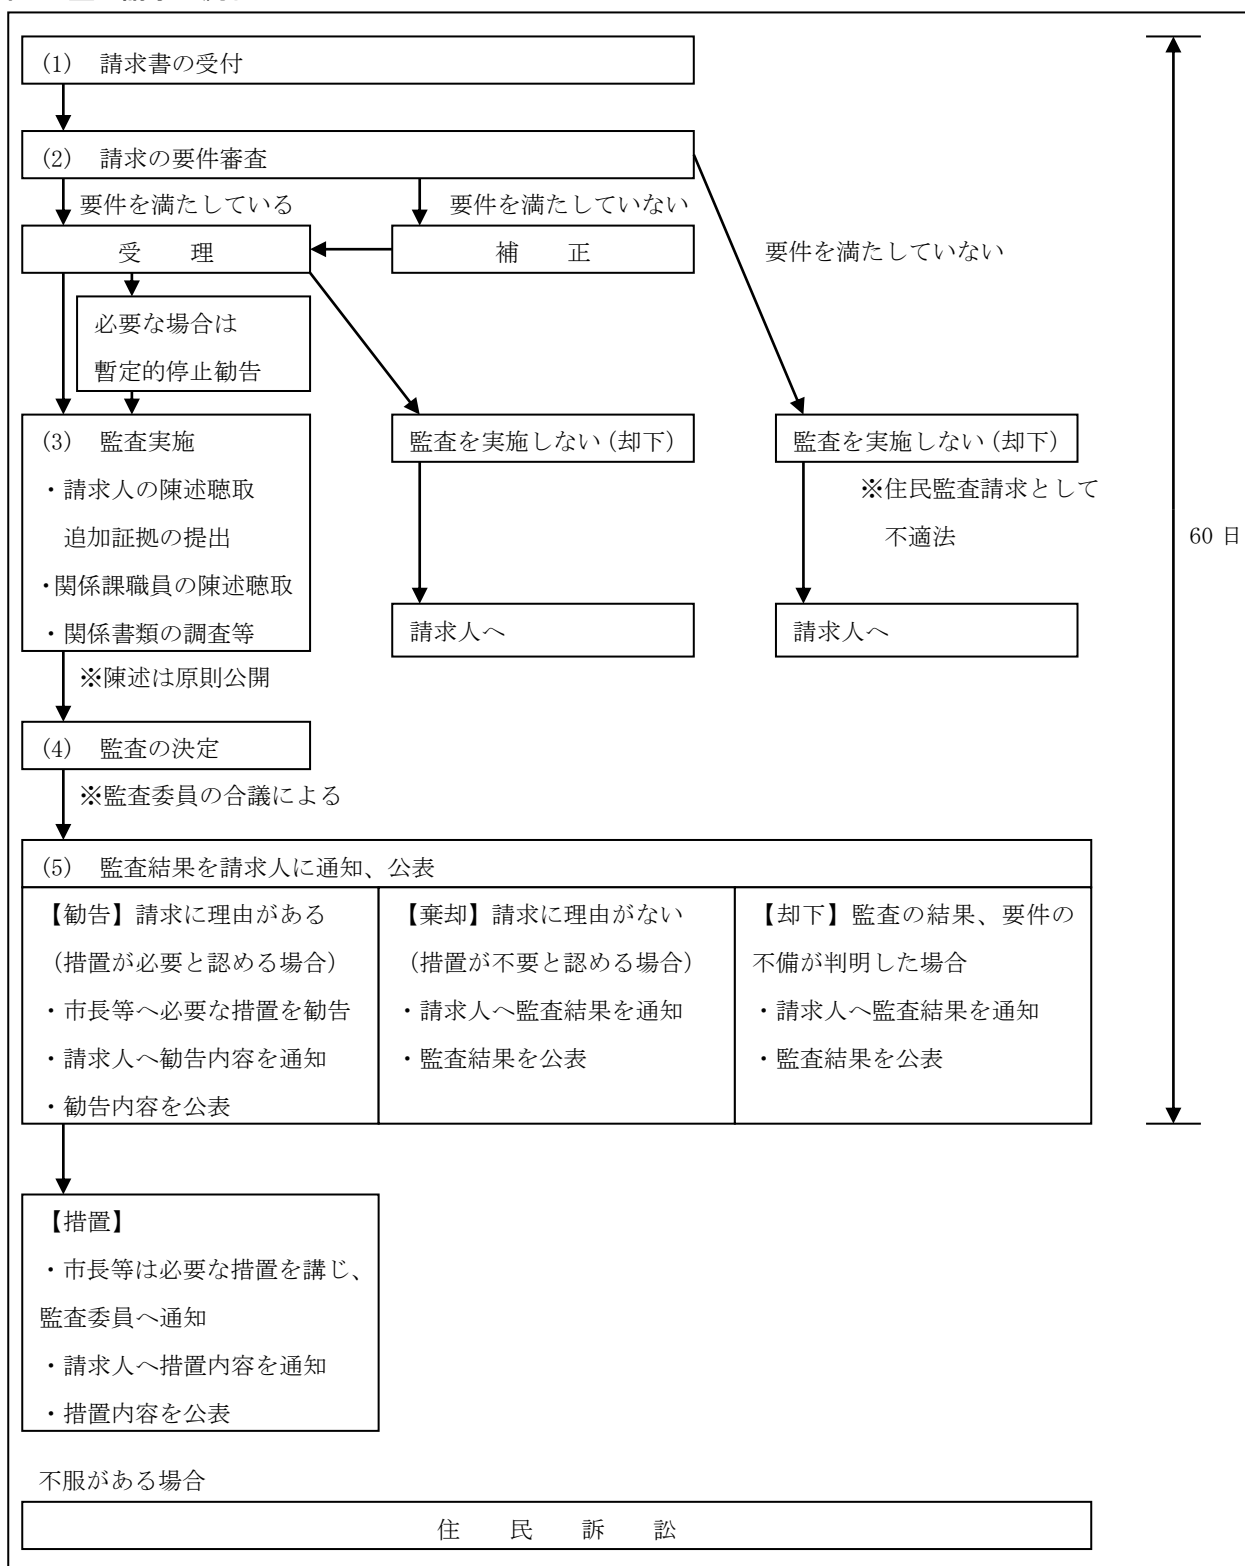 (1) 請求書の受付
(2) 請求の要件審査
要件を満たしている
要件を満たしていない
受 理
補 正
要件を満たしていない
必要な場合は
暫定的停止勧告
(3) 監査実施
・請求人の陳述聴取
追加証拠の提出
・関係課職員の陳述聴取
・関係書類の調査等
監査を実施しない(却下)
請求人へ
監査を実施しない(却下)
※住民監査請求として
不適法
請求人へ
60 日
※陳述は原則公開
(4) 監査の決定
※監査委員の合議による
(5) 監査結果を請求人に通知、公表
【勧告】請求に理由がある
(措置が必要と認める場合)
・市長等へ必要な措置を勧告
・請求人へ勧告内容を通知
・勧告内容を公表
【棄却】請求に理由がない
(措置が不要と認める場合)
・請求人へ監査結果を通知
・監査結果を公表
【却下】監査の結果、要件の
不備が判明した場合
・請求人へ監査結果を通知
・監査結果を公表
【措置】
・市長等は必要な措置を講じ、
監査委員へ通知
・請求人へ措置内容を通知
・措置内容を公表
不服がある場合
住 民 訴 訟